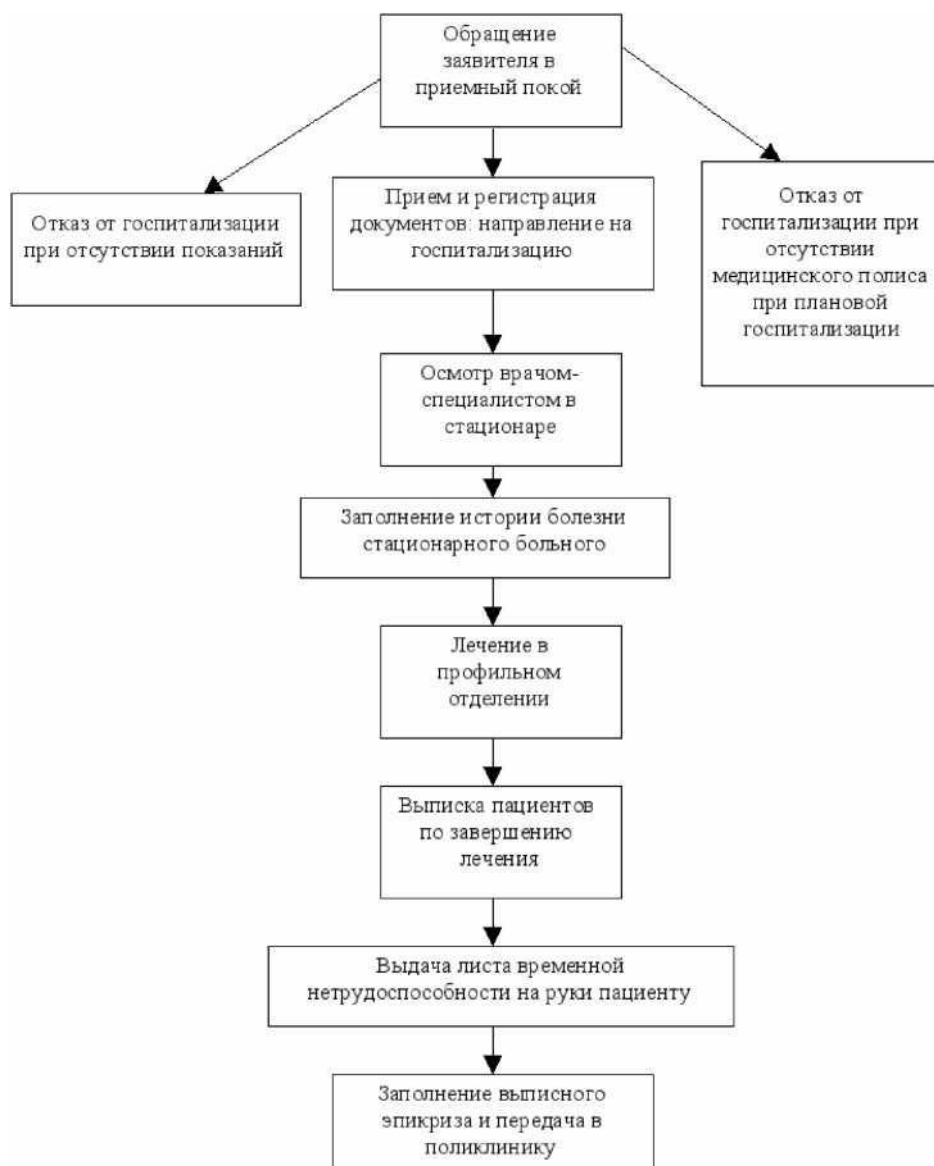 Обращение
заявителя в
приемный покой
Отказ от госпитализации
при отсутствии показаний
Прием и регистрация
документов: направление на
госпитализацию
Отказ от
госпитализации при
отсутствии
медицинского полиса
при плановой
госпитализации
Осмотр врачом-
специалистом в
стационаре
Заполнение истории болезни
стационарного больного
Лечение в
профильном
отделении
Выписка пациентов
по завершению
лечения
Выдача листа временной
нетрудоспособности на руки пациенту
Заполнение выписного
эпикриза и передача в
поликлинику